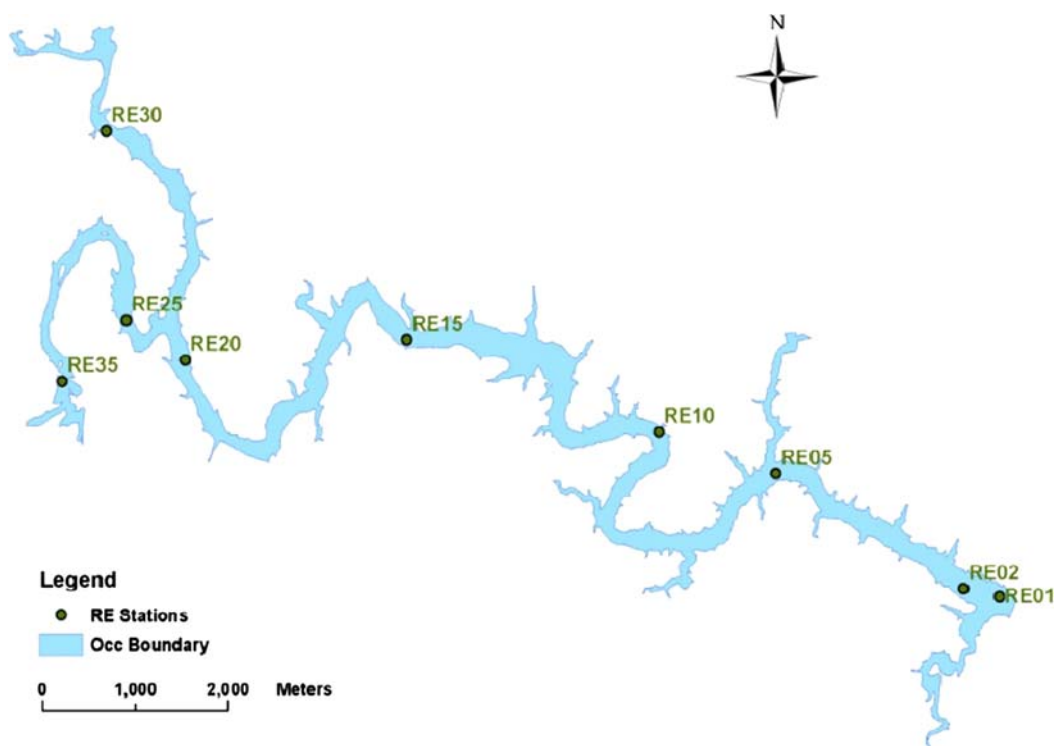 N
RE30
RE25
RE20
RE15
RE35
RE10
RE05
RE02
RE01
Legend
RE Stations
Occ Boundary
0 1,000 2,000 Meters